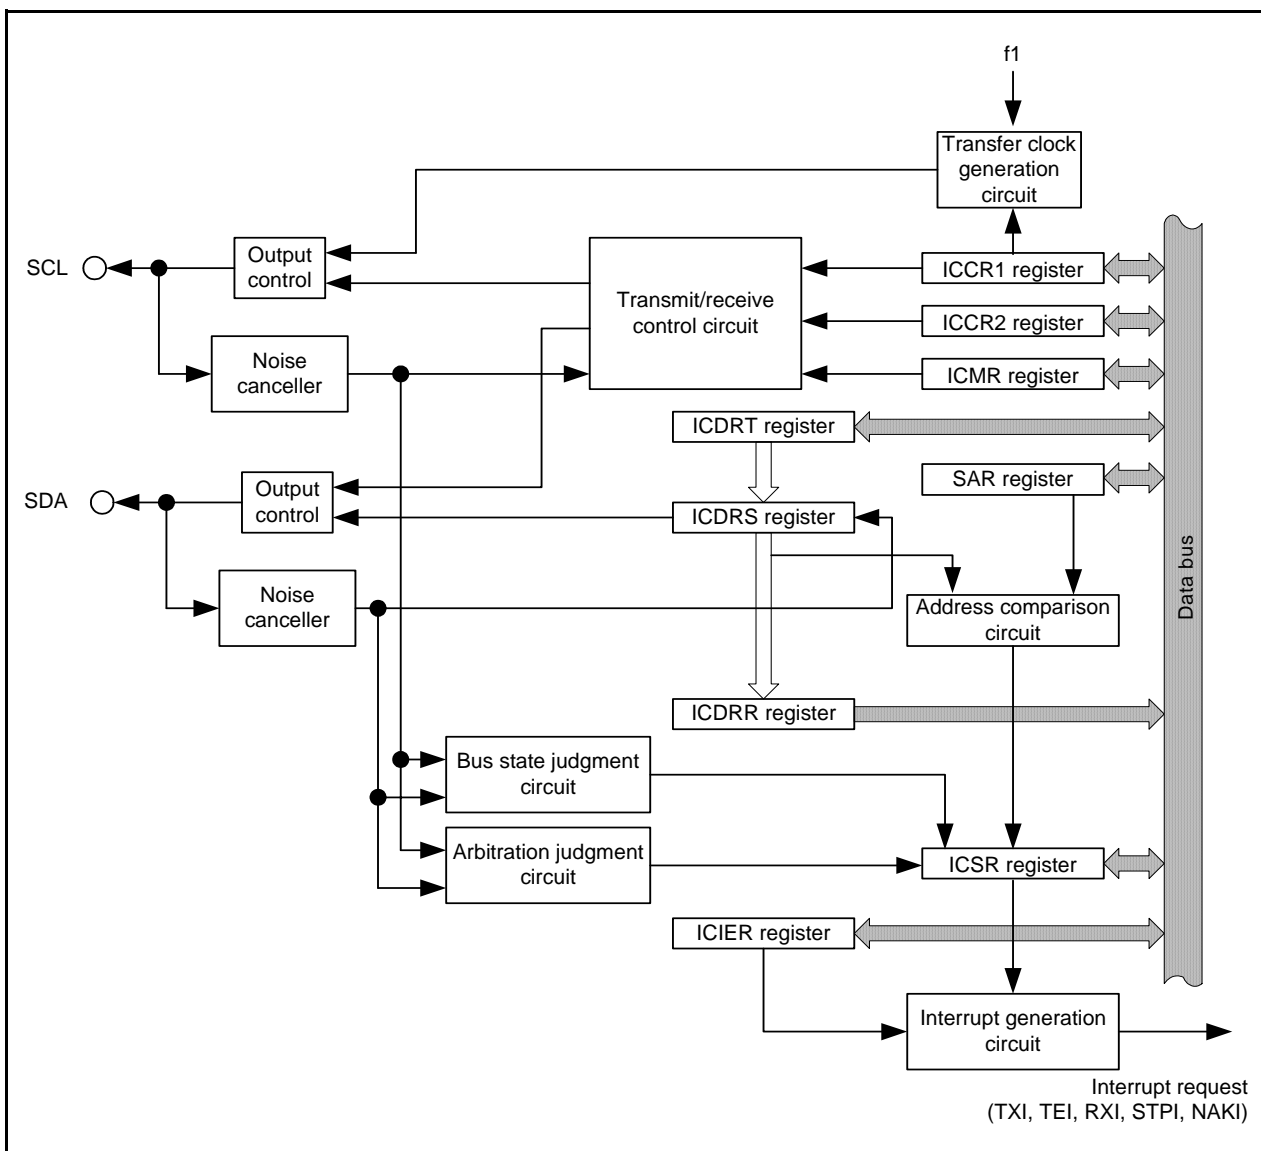 f1
Transfer clock
generation
circuit
SCL
Output
control
Transmit/receive
control circuit
ICCR1 register
ICCR2 register
Noise
canceller
ICMR register
ICDRT register
SAR register
SDA
Output
control
ICDRS register
Data bus
Noise
canceller
Address comparison
circuit
ICDRR register
Bus state judgment
circuit
Arbitration judgment
circuit
ICSR register
ICIER register
Interrupt generation
circuit
Interrupt request
(TXI, TEI, RXI, STPI, NAKI)